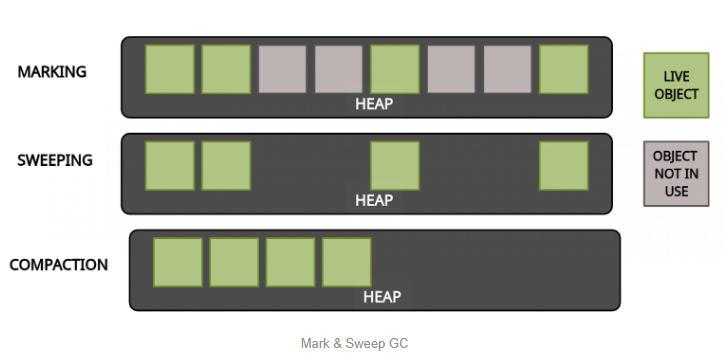 MARKING
HEAP
LIVE
OBJECT
SWEEPING
HEAP
OBJECT
NOT IN
USE
COMPACTION
HEAP
Mark & Sweep GC